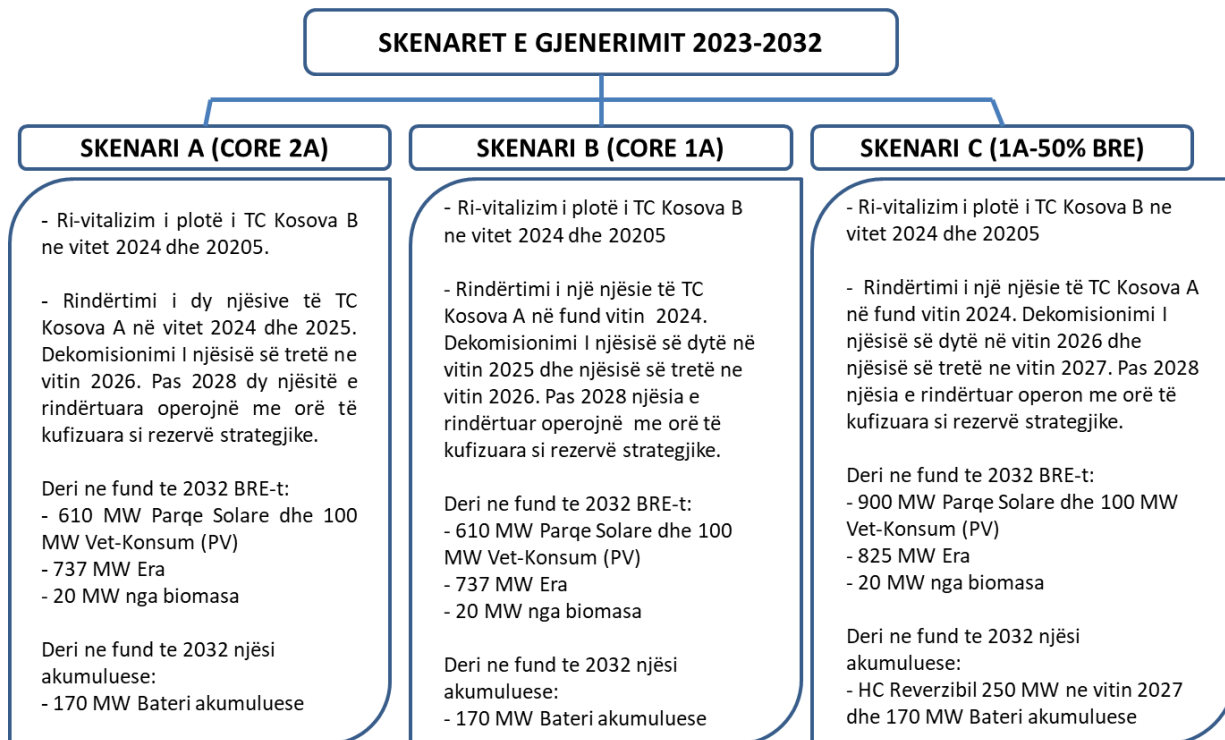 SKENARET E GJENERIMIT 2023-2032
SKENARI A (CORE 2A)
- Ri-vitalizim i plotë i TC Kosova B
ne vitet 2024 dhe 20205.
- Rindërtimi i dy njësive të TC
Kosova A në vitet 2024 dhe 2025.
Dekomisionimi I njësisë së tretë ne
vitin 2026. Pas 2028 dy njësitë e
rindërtuara operojnë me orë të
kufizuara si rezervë strategjike.
Deri ne fund te 2032 BRE-t:
- 610 MW Parqe Solare dhe 100
MW Vet-Konsum (PV)
- 737 MW Era
- 20 MW nga biomasa
Deri ne fund te 2032 njësi
akumuluese:
- 170 MW Bateri akumuluese
SKENARI B (CORE 1A)
- Ri-vitalizim i plotë i TC Kosova B
ne vitet 2024 dhe 20205
- Rindërtimi i një njësie të TC
Kosova A në fund vitin 2024.
Dekomisionimi I njësisë së dytë në
vitin 2025 dhe njësisë së tretë ne
vitin 2026. Pas 2028 njësia e
rindërtuar operojnë me orë të
kufizuara si rezervë strategjike.
Deri ne fund te 2032 BRE-t:
- 610 MW Parqe Solare dhe 100
MW Vet-Konsum (PV)
- 737 MW Era
- 20 MW nga biomasa
Deri ne fund te 2032 njësi
akumuluese:
- 170 MW Bateri akumuluese
SKENARI C (1A-50% BRE)
- Ri-vitalizim i plotë i TC Kosova B ne
vitet 2024 dhe 20205
- Rindërtimi i një njësie të TC Kosova A
në fund vitin 2024. Dekomisionimi I
njësisë së dytë në vitin 2026 dhe
njësisë së tretë ne vitin 2027. Pas 2028
njësia e rindërtuar operon me orë të
kufizuara si rezervë strategjike.
Deri ne fund te 2032 BRE-t:
- 900 MW Parqe Solare dhe 100 MW
Vet-Konsum (PV)
- 825 MW Era
- 20 MW nga biomasa
Deri ne fund te 2032 njësi
akumuluese:
- HC Reverzibil 250 MW ne vitin 2027
dhe 170 MW Bateri akumuluese